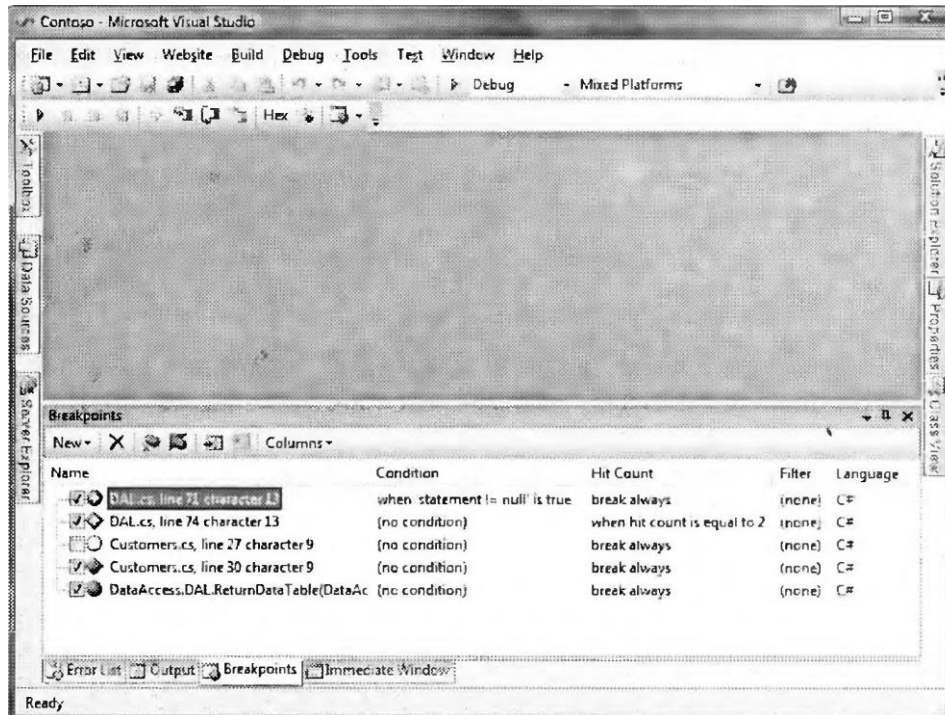 Contoso - Microsoft Visual Studio
File Edit View Website Build Debug Tools Test Window Help
Debug Mixed Platforms
Hex
Toolbox
Data Sources
Server Explorer
Solution Explorer
Properties
Class View
Breakpoints
New Columns
Name Condition Hit Count Filter Language
DAL.cs, line 71 character 13 when 'statement != null' is true break always (none) C#
DAL.cs, line 74 character 13 (no condition) when hit count is equal to 2 (none) C#
Customers.cs, line 27 character 9 (no condition) break always (none) C#
Customers.cs, line 30 character 9 (no condition) break always (none) C#
DataAccess.DAL.ReturnDataTable(DataAc (no condition) break always (none) C#
Error List Output Breakpoints Immediate Window
Ready